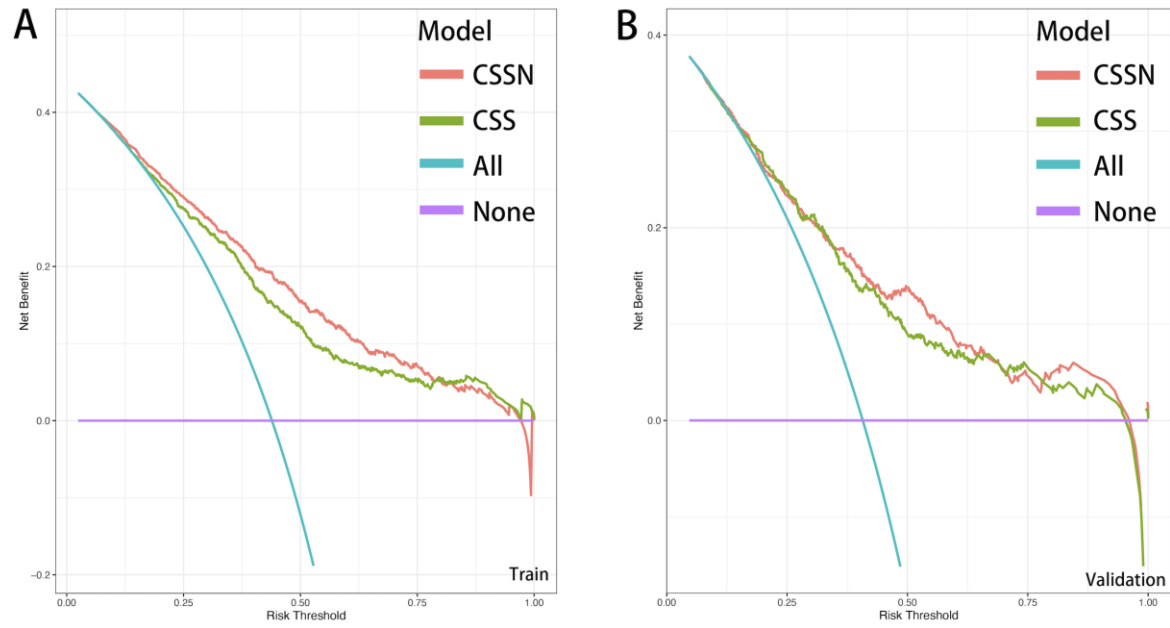 A
Model
CSSN
CSS
All
None
Net Benefit
0.4
0.2
0.0
−0.2
0.00
0.25
0.50
0.75
1.00
Risk Threshold
Train
B
Model
CSSN
CSS
All
None
Net Benefit
0.4
0.2
0.0
0.00
0.25
0.50
0.75
1.00
Risk Threshold
Validation